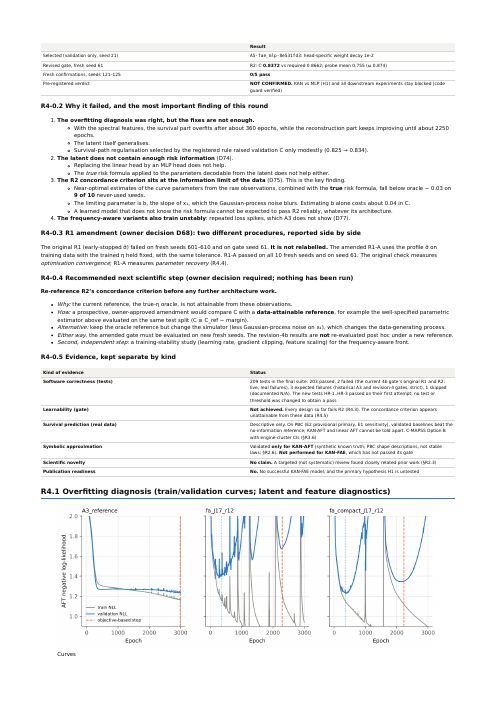 Result
Selected (validation only, seed 21) A5-fae_klp-8e531fd3: head-specific weight decay 1e-2
Revised gate, fresh seed 61 R2: C 0.8372 vs required 0.8662; probe mean 0.755 (u 0.874)
Fresh confirmations, seeds 121-125 0/5 pass
Pre-registered verdict NOT CONFIRMED. KAN vs MLP (H1) and all downstream experiments stay blocked (code
guard verified)
R4-0.2 Why it failed, and the most important finding of this round
1. The overfitting diagnosis was right, but the fixes are not enough.
With the spectral features, the survival part overfits after about 360 epochs, while the reconstruction part keeps improving until about 2250
epochs.
The latent itself generalises.
Survival-path regularisation selected by the registered rule raised validation C only modestly (0.825 → 0.834).
2. The latent does not contain enough risk information (D74).
Replacing the linear head by an MLP head does not help.
The true risk formula applied to the parameters decodable from the latent does not help either.
3. The R2 concordance criterion sits at the information limit of the data (D75). This is the key finding.
Near-optimal estimates of the curve parameters from the raw observations, combined with the true risk formula, fall below oracle − 0.03 on
9 of 10 never-used seeds.
The limiting parameter is b, the slope of x₁, which the Gaussian-process noise blurs. Estimating b alone costs about 0.04 in C.
A learned model that does not know the risk formula cannot be expected to pass R2 reliably, whatever its architecture.
4. The frequency-aware variants also train unstably: repeated loss spikes, which A3 does not show (D77).
R4-0.3 R1 amendment (owner decision D68): two different procedures, reported side by side
The original R1 (early-stopped σ̂) failed on fresh seeds 601-610 and on gate seed 61. It is not relabelled. The amended R1-A uses the profile σ̂ on
training data with the trained η held fixed, with the same tolerance. R1-A passed on all 10 fresh seeds and on seed 61. The original check measures
optimisation convergence; R1-A measures parameter recovery (R4.4).
R4-0.4 Recommended next scientific step (owner decision required; nothing has been run)
Re-reference R2's concordance criterion before any further architecture work.
Why: the current reference, the true-η oracle, is not attainable from these observations.
How: a prospective, owner-approved amendment would compare C with a data-attainable reference, for example the well-specified parametric
estimator above evaluated on the same test split (C ≥ C_ref − margin).
Alternative: keep the oracle reference but change the simulator (less Gaussian-process noise on x₁), which changes the data-generating process.
Either way, the amended gate must be evaluated on new fresh seeds. The revision-4b results are not re-evaluated post hoc under a new reference.
Second, independent step: a training-stability study (learning rate, gradient clipping, feature scaling) for the frequency-aware front.
R4-0.5 Evidence, kept separate by kind
Kind of evidence Status
Software correctness (tests) 209 tests in the final suite: 203 passed, 2 failed (the current 4b gate's original R1 and R2:
live, real failures), 3 expected failures (historical A3 and revision-4 gates, strict), 1 skipped
(documented N/A). The new tests HR-1..HR-3 passed on their first attempt; no test or
threshold was changed to obtain a pass
Learnability (gate) Not achieved. Every design so far fails R2 (R4.3). The concordance criterion appears
unattainable from these data (R4.5)
Survival prediction (real data) Descriptive only. On PBC (E2 provisional primary, E1 sensitivity), validated baselines beat the
no-information reference; KAN-AFT and linear AFT cannot be told apart. C-MAPSS Option B
with engine-cluster CIs (§R3.6)
Symbolic approximation Validated only for KAN-AFT (synthetic known truth, PBC shape descriptions, not stable
laws; §R2.6). Not performed for KAN-FAE, which has not passed its gate
Scientific novelty No claim. A targeted (not systematic) review found closely related prior work (§R2.3)
Publication readiness No. No successful KAN-FAE model, and the primary H1 is untested
R4.1 Overfitting diagnosis (train/validation curves; latent and feature diagnostics)
A3_reference fa_J17_r12 fa_compact_J17_r12
AFT negative log-likelihood
2.0
1.8
1.6
1.4
1.2
1.0
train NLL
validation NLL
objective-based stop
0 1000 2000 3000 0 1000 2000 3000 0 1000 2000 3000
Epoch Epoch Epoch
Curves